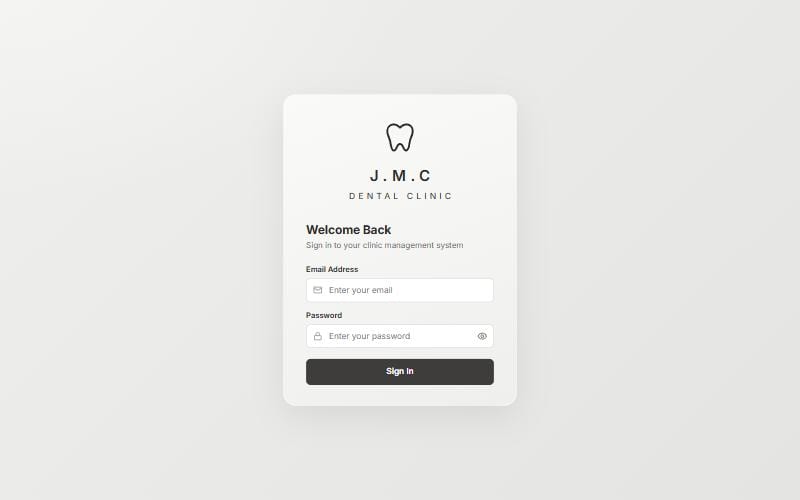 J.M.C
DENTAL CLINIC
Welcome Back
Sign in to your clinic management system
Email Address
Enter your email
Password
Enter your password
Sign In